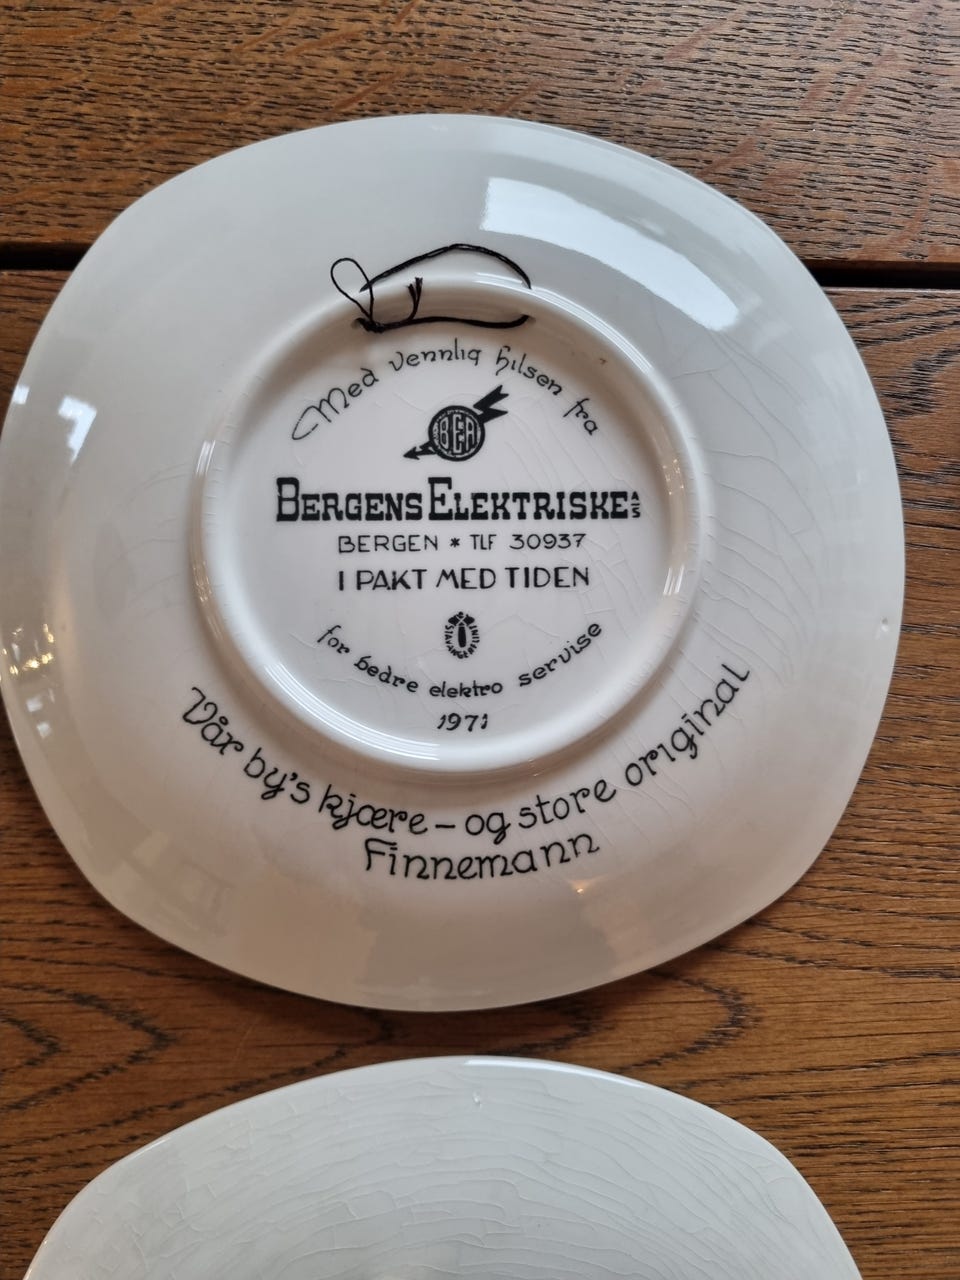 Med vennlig hilsen fra
BEA
BERGENS ELEKTRISKE A/S
BERGEN * TLF 30937
I PAKT MED TIDEN
STAVANGERFLINT
for bedre elektro servise
1971
Vår by's kjære – og store original
Finnemann